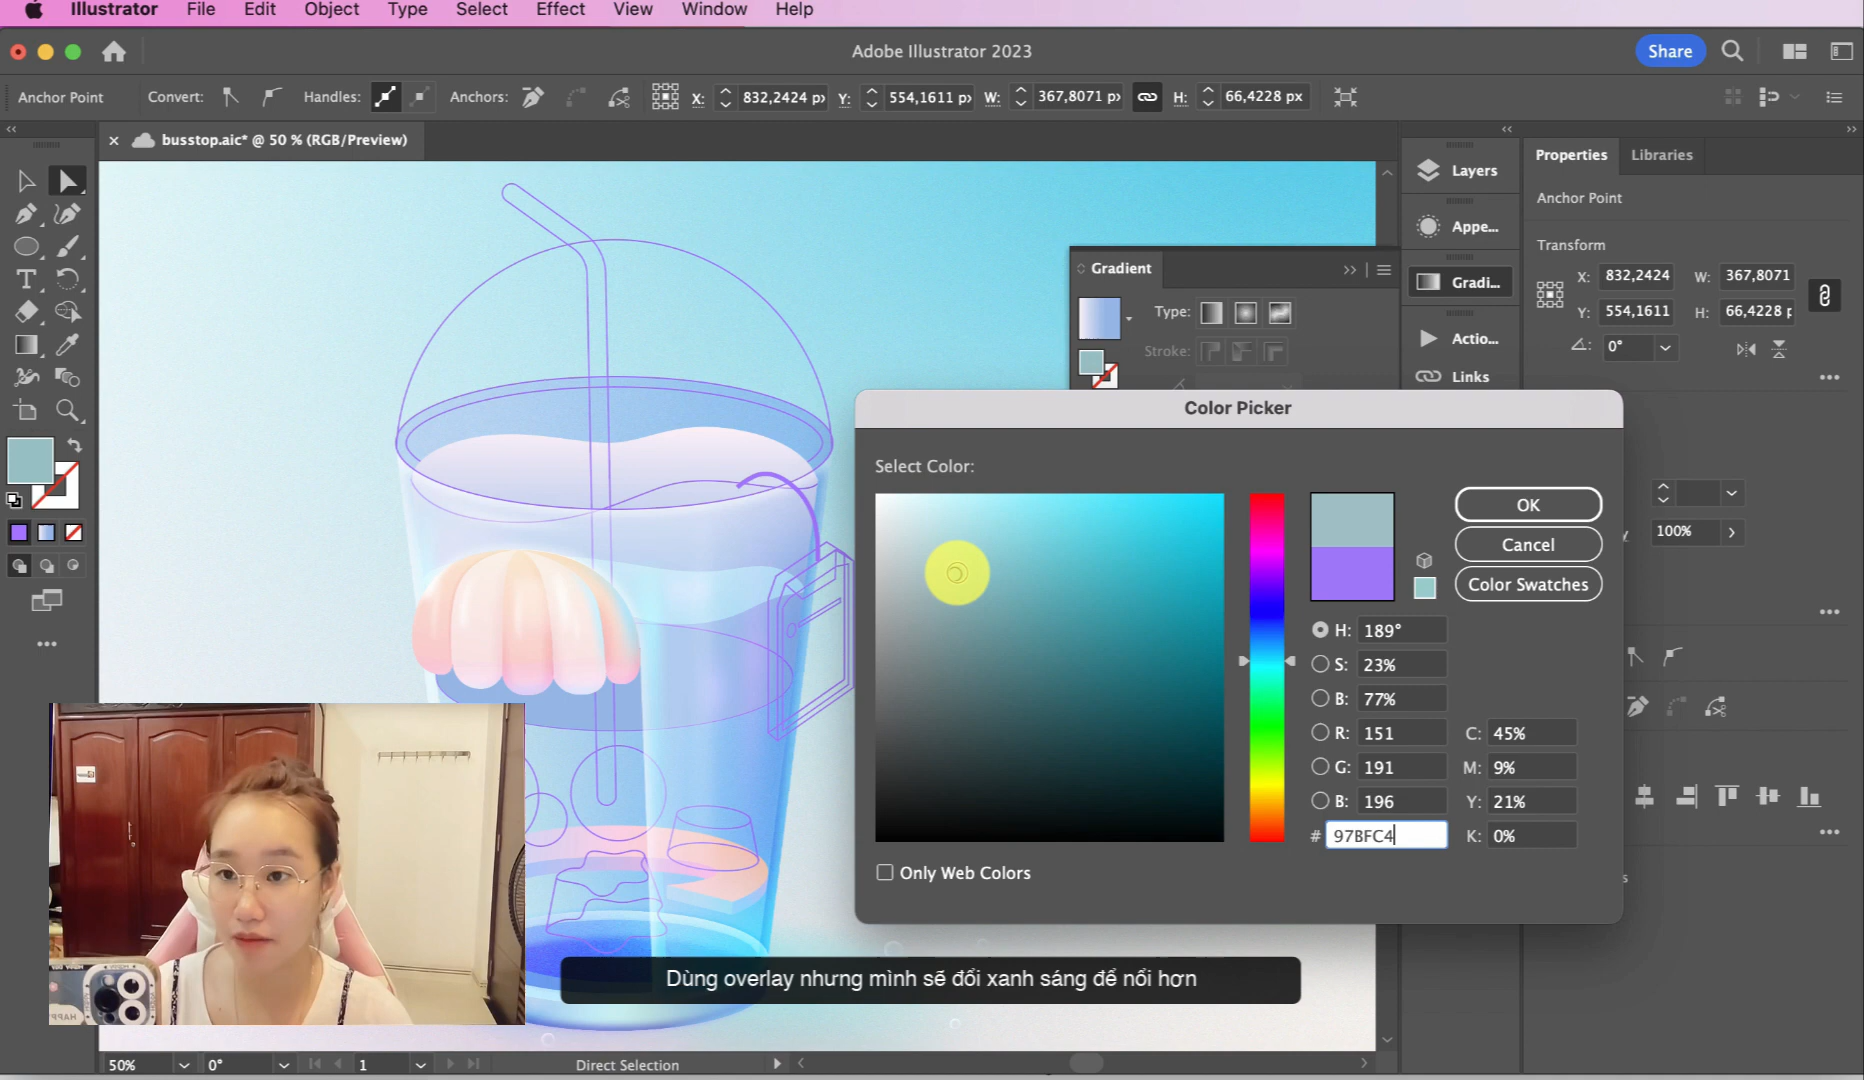 Illustrator File Edit Object Type Select Effect View Window Help
Adobe Illustrator 2023
Share
Anchor Point Convert: Handles: Anchors: X: 832,2424 px Y: 554,1611 px W: 367,8071 px H: 66,4228 px
busstop.aic* @ 50 % (RGB/Preview)
Layers
Appe...
Gradi...
Actio...
Links
Properties Libraries
Anchor Point
Transform
X: 832,2424 W: 367,8071
Y: 554,1611 H: 66,4228
0°
100%
Gradient
Type:
Stroke:
Color Picker
Select Color:
OK
Cancel
Color Swatches
H: 189°
S: 23%
B: 77%
R: 151 C: 45%
G: 191 M: 9%
B: 196 Y: 21%
# 97BFC4 K: 0%
Only Web Colors
Dùng overlay nhưng mình sẽ đổi xanh sáng để nổi hơn
50% 0° 1 Direct Selection